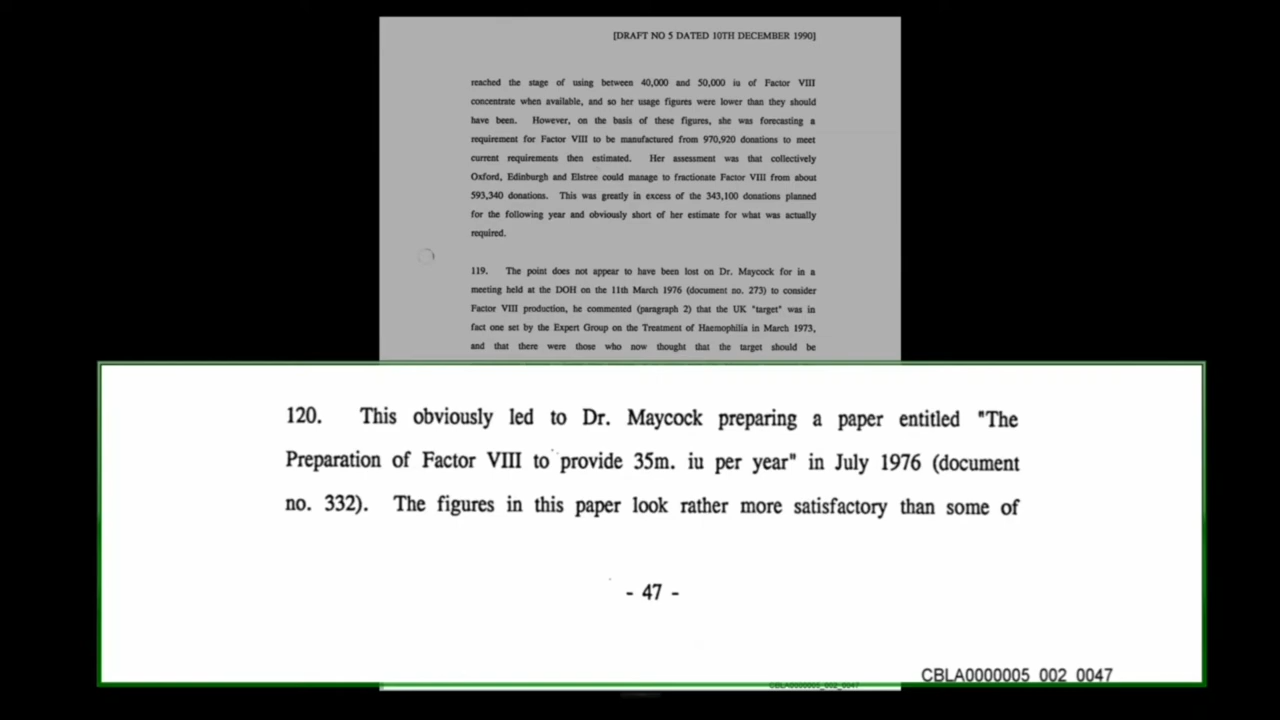 [DRAFT NO 5 DATED 10TH DECEMBER 1990]
reached the stage of using between 40,000 and 50,000 iu of Factor VIII
concentrate when available, and so her usage figures were lower than they should
have been. However, on the basis of these figures, she was forecasting a
requirement for Factor VIII to be manufactured from 970,920 donations to meet
current requirements then estimated. Her assessment was that collectively
Oxford, Edinburgh and Elstree could manage to fractionate Factor VIII from about
593,340 donations. This was greatly in excess of the 343,100 donations planned
for the following year and obviously short of her estimate for what was actually
required.
119. The point does not appear to have been lost on Dr. Maycock for in a
meeting held at the DOH on the 11th March 1976 (document no. 273) to consider
Factor VIII production, he commented (paragraph 2) that the UK "target" was in
fact one set by the Expert Group on the Treatment of Haemophilia in March 1973,
and that there were those who now thought that the target should be
120. This obviously led to Dr. Maycock preparing a paper entitled "The
Preparation of Factor VIII to provide 35m. iu per year" in July 1976 (document
no. 332). The figures in this paper look rather more satisfactory than some of
- 47 -
CBLA0000005_002_0047
CBLA0000005_002_0047